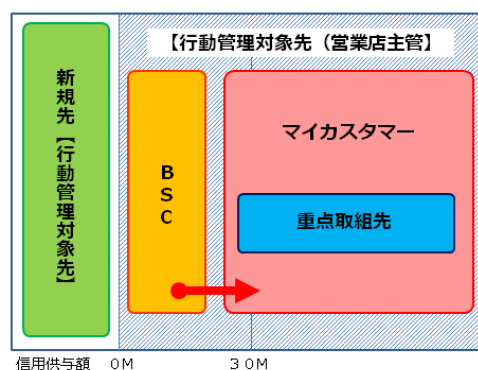 【行動管理対象先（営業店主管】
新規先【行動管理対象先】
BSC
マイカスタマー
重点取組先
信用供与額 ０M ３０M